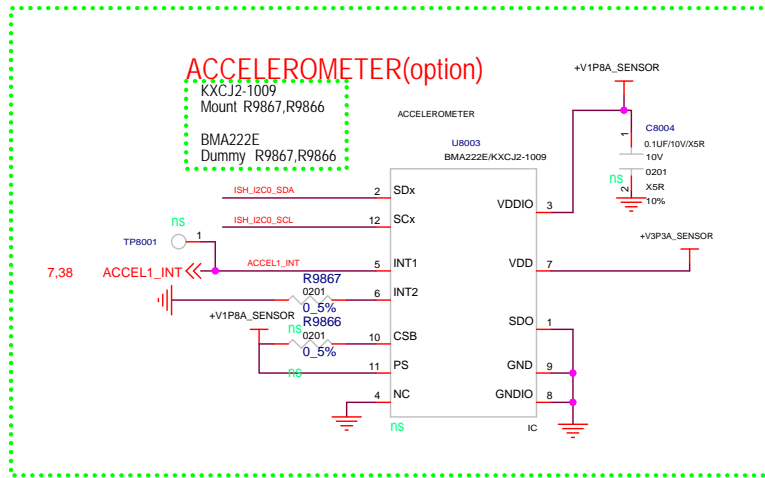 ACCELEROMETER(option)
KXCJ2-1009
Mount R9867,R9866
BMA222E
Dummy R9867,R9866
ACCELEROMETER
U8003
BMA222E/KXCJ2-1009
+V1P8A_SENSOR
1
C8004
0.1UF/10V/X5R
10V
0201
ns
X5R
2
10%
ISH_I2C0_SDA
2
SDx
VDDIO
3
ISH_I2C0_SCL
12
SCx
ns
1
TP8001
+V3P3A_SENSOR
7,38
ACCEL1_INT
ACCEL1_INT
5
INT1
VDD
7
R9867
0201
0_5%
6
INT2
+V1P8A_SENSOR
ns
R9866
0201
0_5%
10
CSB
SDO
1
ns
11
PS
GND
9
4
NC
GNDIO
8
ns
IC